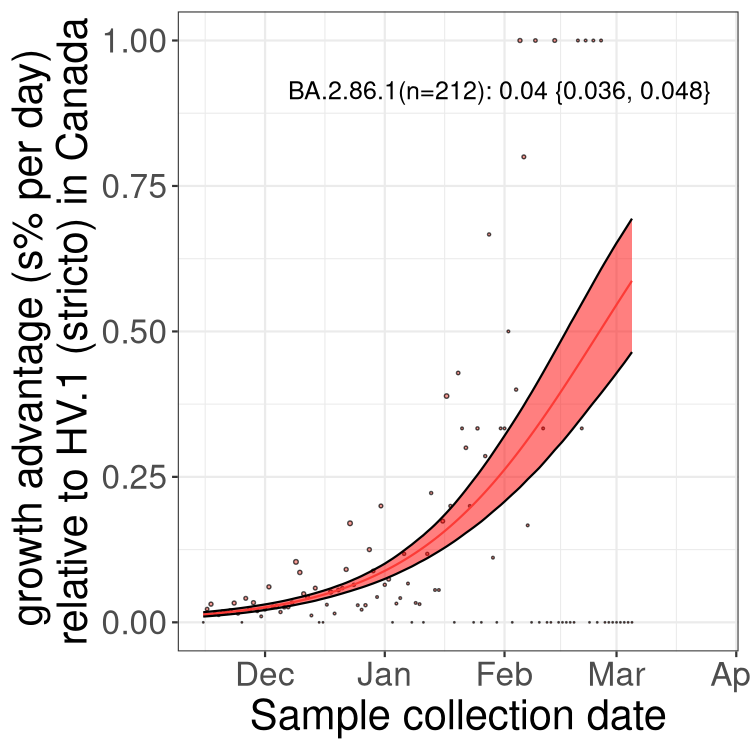 growth advantage (s% per day)
relative to HV.1 (stricto) in Canada
1.00
0.75
0.50
0.25
0.00
BA.2.86.1(n=212): 0.04 {0.036, 0.048}
Dec Jan Feb Mar Ap
Sample collection date